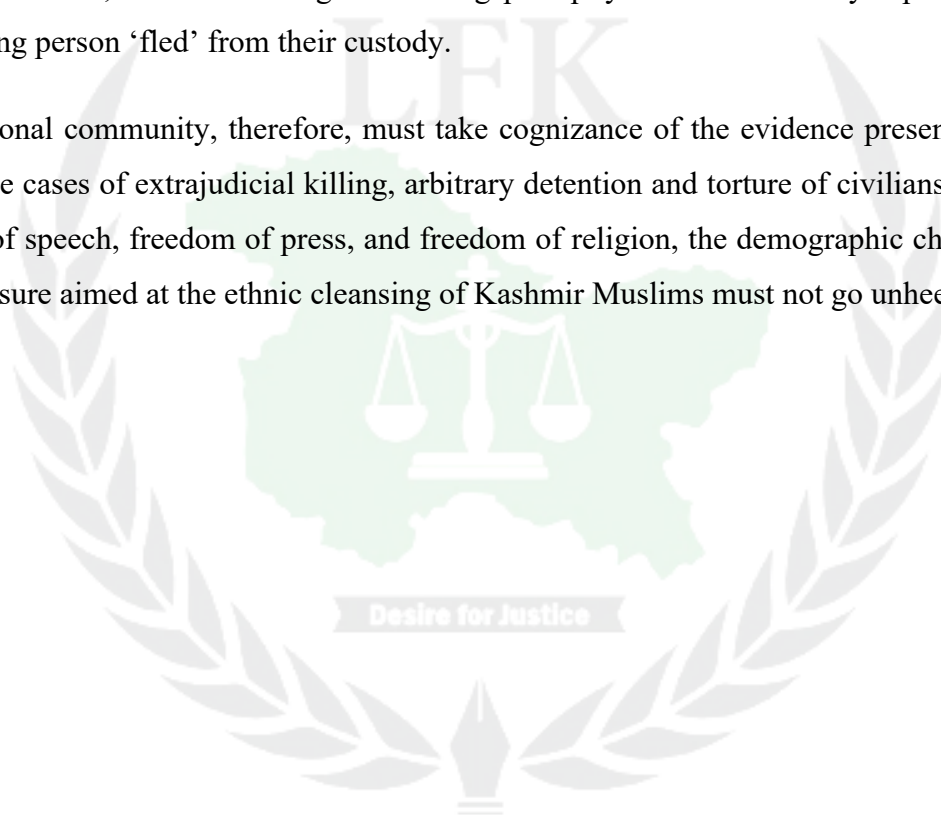 LFK
ng person ‘fled’ from their custody.
onal community, therefore, must take cognizance of the evidence presen
e cases of extrajudicial killing, arbitrary detention and torture of civilians
of speech, freedom of press, and freedom of religion, the demographic ch
sure aimed at the ethnic cleansing of Kashmir Muslims must not go unhee
Desire for Justice